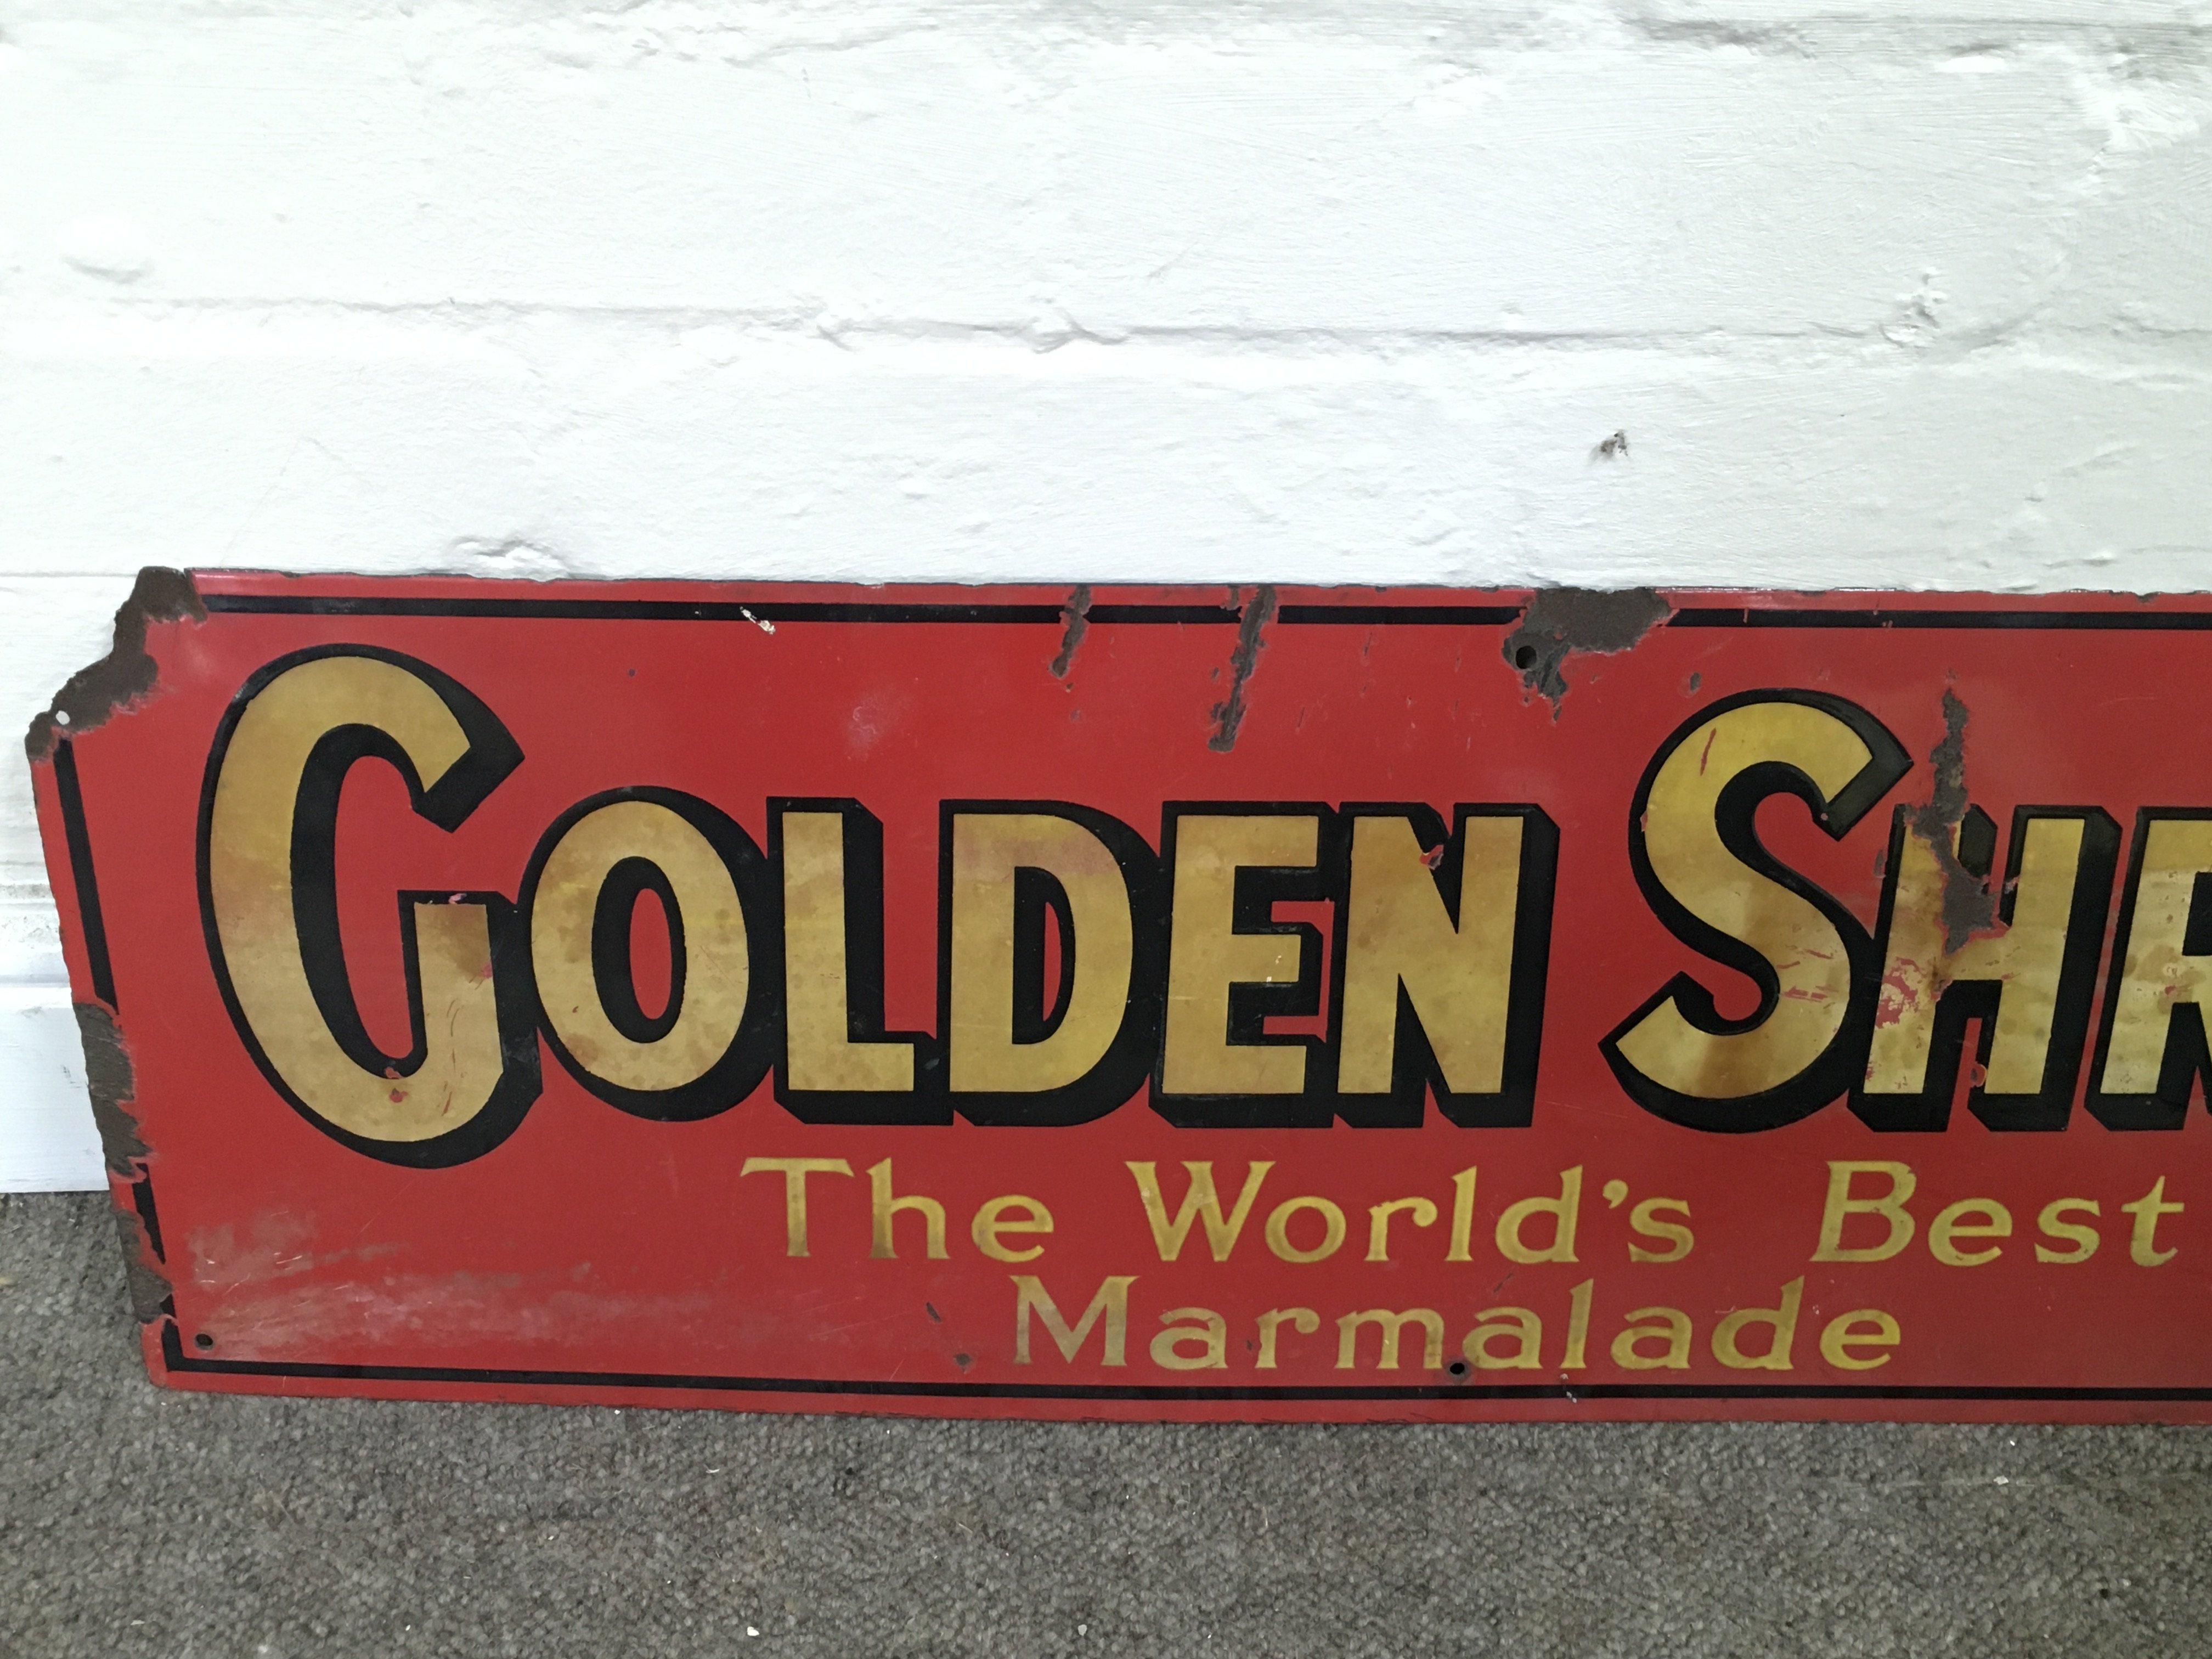 GOLDEN SHR
The World's Best
Marmalade